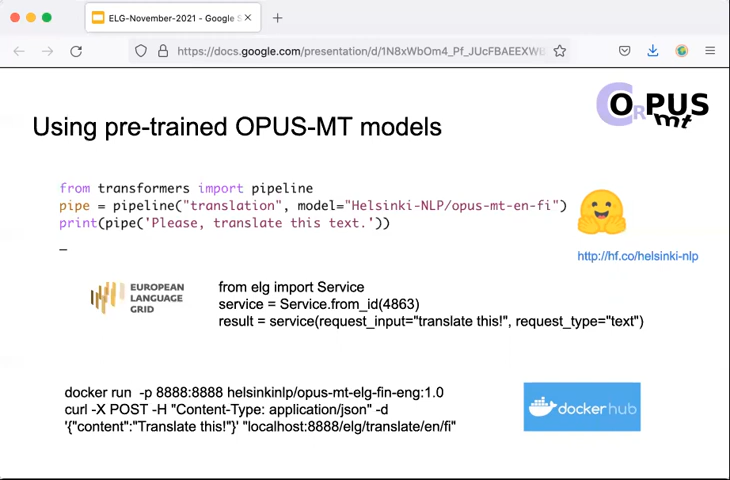 ELG-November-2021 - Google S
https://docs.google.com/presentation/d/1N8xWbOm4_Pf_JUcFBAEEXWB
Using pre-trained OPUS-MT models
OrPUS
mt
from transformers import pipeline
pipe = pipeline("translation", model="Helsinki-NLP/opus-mt-en-fi")
print(pipe('Please, translate this text.'))
_
http://hf.co/helsinki-nlp
EUROPEAN
LANGUAGE
GRID
from elg import Service
service = Service.from_id(4863)
result = service(request_input="translate this!", request_type="text")
docker run -p 8888:8888 helsinkinlp/opus-mt-elg-fin-eng:1.0
curl -X POST -H "Content-Type: application/json" -d
'{"content":"Translate this!"}' "localhost:8888/elg/translate/en/fi"
dockerhub